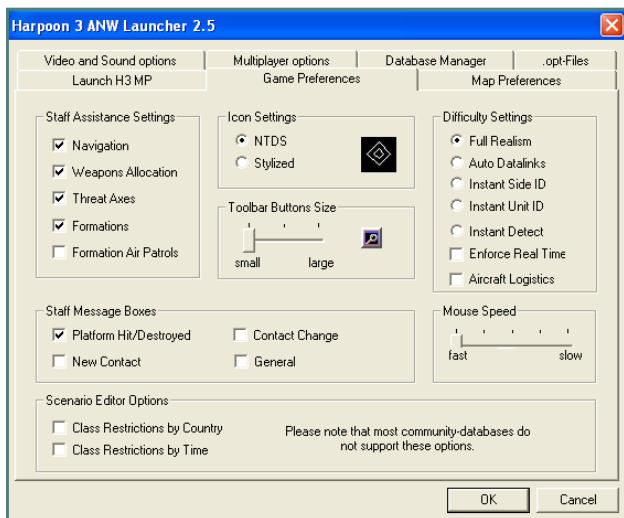 Harpoon 3 ANW Launcher 2.5
Video and Sound options
Multiplayer options
Database Manager
.opt-Files
Launch H3 MP
Game Preferences
Map Preferences
Staff Assistance Settings
Navigation
Weapons Allocation
Threat Axes
Formations
Formation Air Patrols
Icon Settings
NTDS
Stylized
Toolbar Buttons Size
small
large
Difficulty Settings
Full Realism
Auto Datalinks
Instant Side ID
Instant Unit ID
Instant Detect
Enforce Real Time
Aircraft Logistics
Staff Message Boxes
Platform Hit/Destroyed
Contact Change
New Contact
General
Mouse Speed
fast
slow
Scenario Editor Options
Class Restrictions by Country
Class Restrictions by Time
Please note that most community-databases do
not support these options.
OK
Cancel